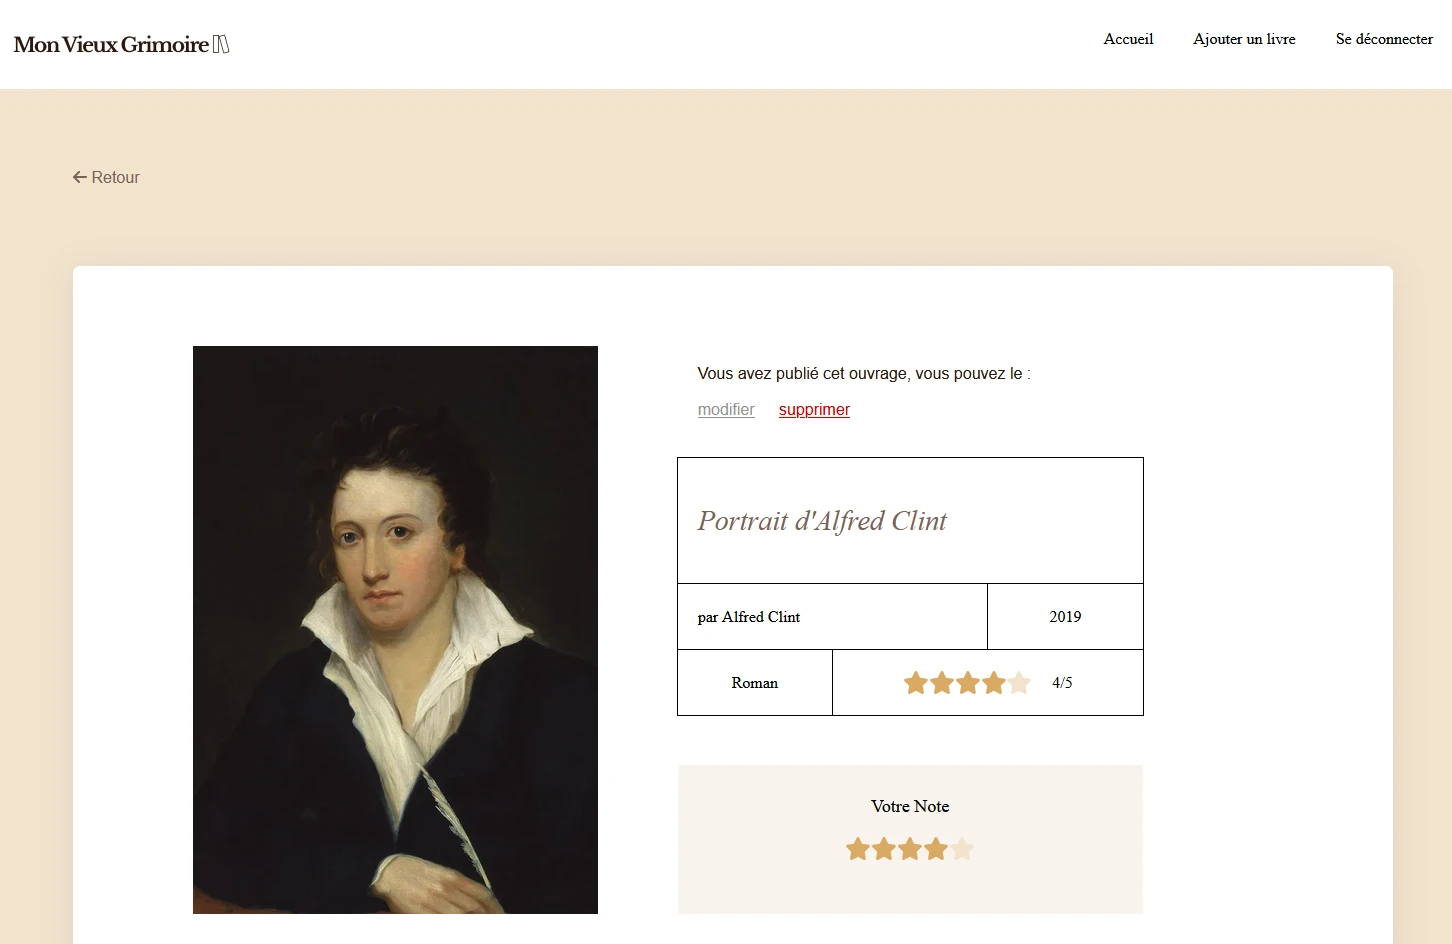 Mon Vieux Grimoire
Accueil
Ajouter un livre
Se déconnecter
Retour
Vous avez publié cet ouvrage, vous pouvez le :
modifier supprimer
Portrait d'Alfred Clint
par Alfred Clint
2019
Roman
4/5
Votre Note